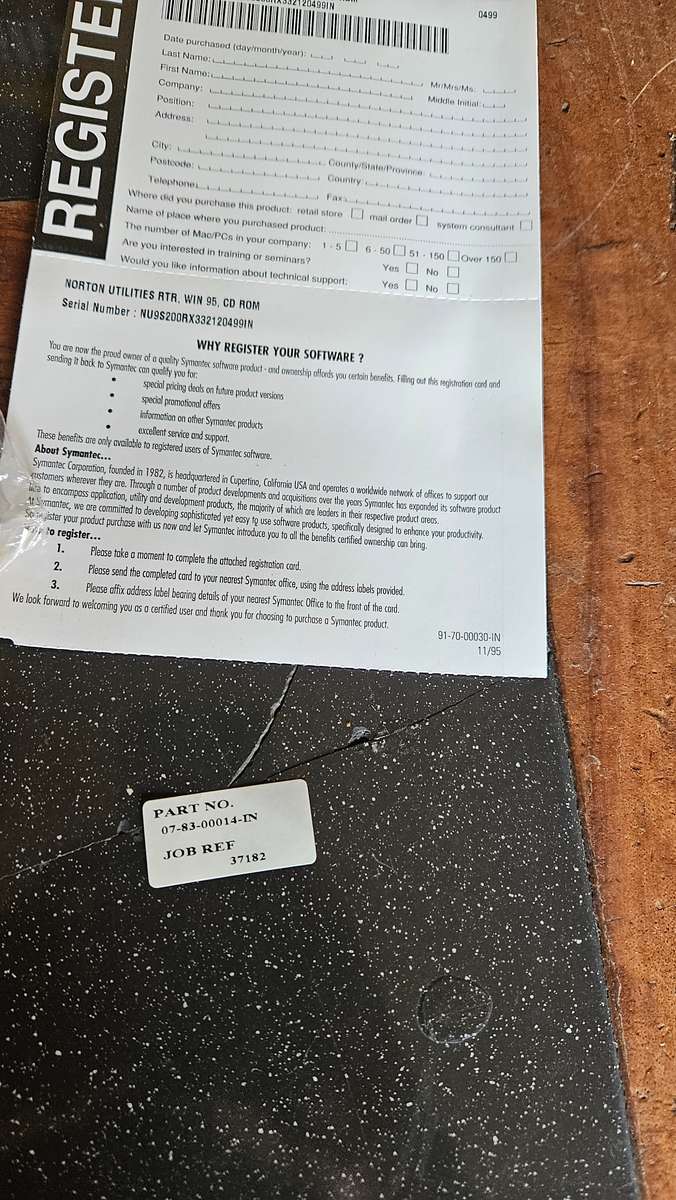 REGISTE
0499
Date purchased (day/month/year):
Last Name:
First Name:
Mr/Mrs/Ms:
Company:
Middle Initial:
Position:
Address:
City:
County/State/Province:
Postcode:
Country:
Telephone:
Fax:
Where did you purchase this product: retail store mail order system consultant
Name of place where you purchased product:
The number of Mac/PCs in your company: 1 - 5 6 - 50 51 - 150 Over 150
Are you interested in training or seminars? Yes No
Would you like information about technical support: Yes No
NORTON UTILITIES RTR, WIN 95, CD ROM
Serial Number : NU9S200RX332120499IN
WHY REGISTER YOUR SOFTWARE ?
You are now the proud owner of a quality Symantec software product - and ownership affords you certain benefits. Filling out this registration card and
sending it back to Symantec can qualify you for:
• special pricing deals on future product versions
• special promotional offers
• information on other Symantec products
• excellent service and support.
These benefits are only available to registered users of Symantec software.
About Symantec...
Symantec Corporation, founded in 1982, is headquartered in Cupertino, California USA and operates a worldwide network of offices to support our
customers wherever they are. Through a number of product developments and acquisitions over the years Symantec has expanded its software product
to encompass application, utility and development products, the majority of which are leaders in their respective product areas.
At Symantec, we are committed to developing sophisticated yet easy to use software products, specifically designed to enhance your productivity.
So register your product purchase with us now and let Symantec introduce you to all the benefits certified ownership can bring.
to register...
1. Please take a moment to complete the attached registration card.
2. Please send the completed card to your nearest Symantec office, using the address labels provided.
3. Please affix address label bearing details of your nearest Symantec Office to the front of the card.
We look forward to welcoming you as a certified user and thank you for choosing to purchase a Symantec product.
91-70-00030-IN
11/95
PART NO.
07-83-00014-IN
JOB REF
37182